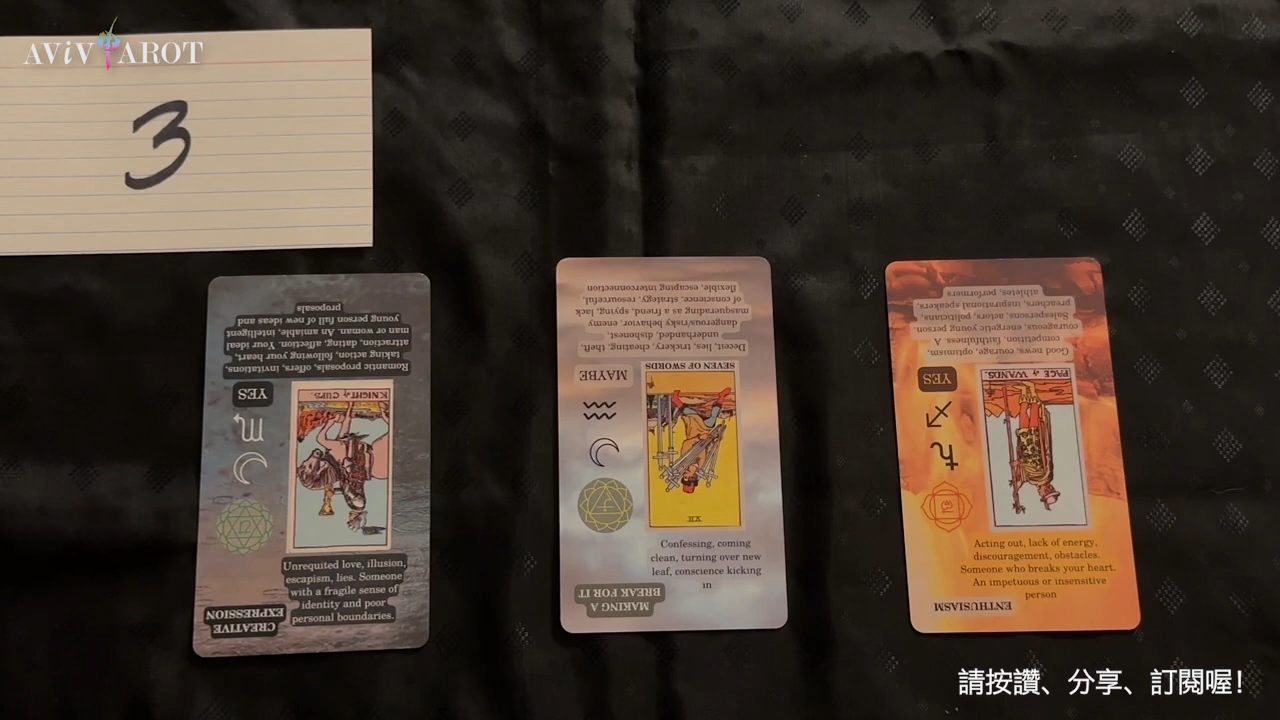 AViV TAROT
3
Romantic proposals, offers, invitations,
taking action, following your heart,
attraction, dating, affection. Your ideal
man or woman. An amiable, intelligent
young person full of new ideas and
proposals
YES
KNIGHT of CUPS.
Unrequited love, illusion,
escapism, lies. Someone
with a fragile sense of
identity and poor
personal boundaries.
CREATIVE
EXPRESSION
Deceit, lies, trickery, cheating, theft,
underhanded, dishonest,
dangerous/risky behavior, enemy
masquerading as a friend, spying, lack
of conscience, strategy, resourceful,
flexible, escaping interconnection
MAYBE
SEVEN OF SWORDS
VII
Confessing, coming
clean, turning over new
leaf, conscience kicking
in
MAKING A
BREAK FOR IT
Good news, courage, optimism,
competition, faithfulness. A
courageous, energetic young person.
Salespersons, actors, politicians,
preachers, inspirational speakers,
athletes, performers
YES
PAGE of WANDS.
Acting out, lack of energy,
discouragement, obstacles.
Someone who breaks your heart.
An impetuous or insensitive
person
ENTHUSIASM
請按讚、分享、訂閱喔!